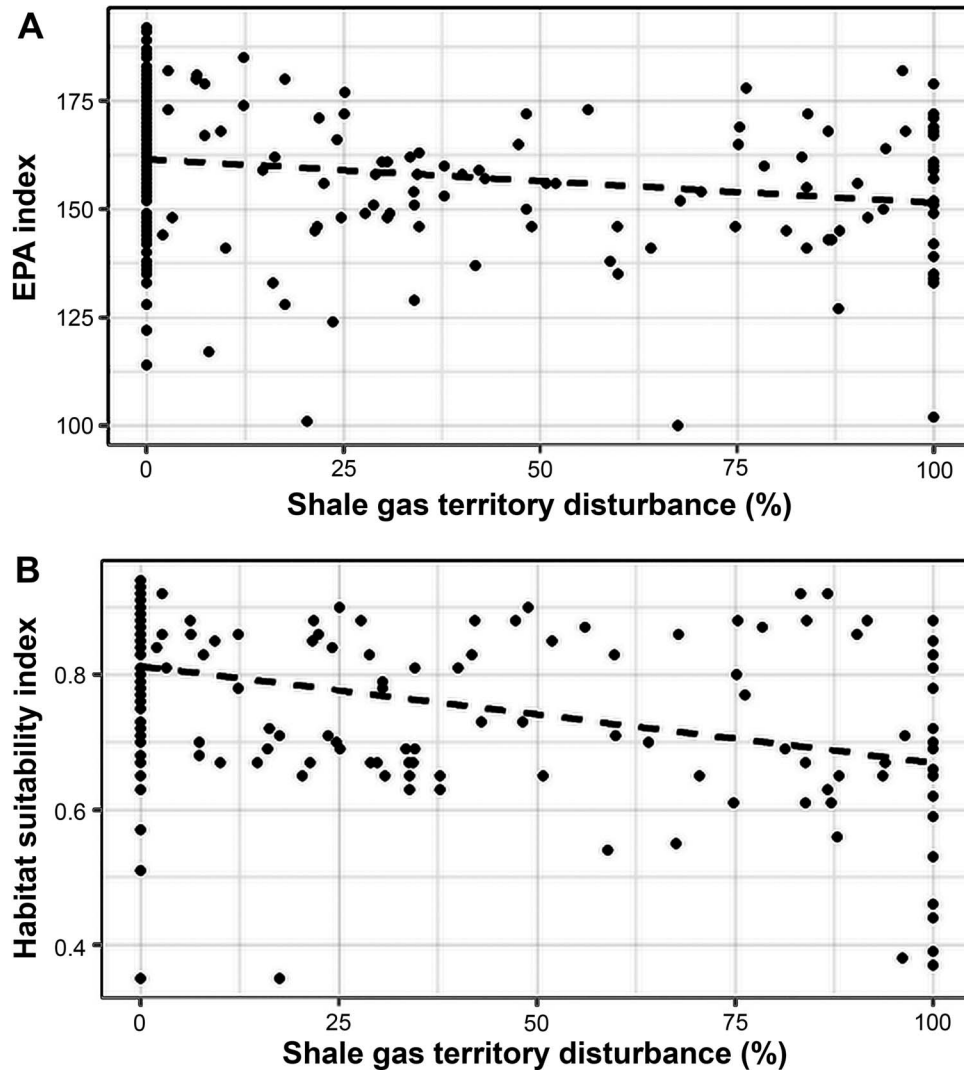 A
EPA index
175
150
125
100
0 25 50 75 100
Shale gas territory disturbance (%)
B
Habitat suitability index
0.8
0.6
0.4
0 25 50 75 100
Shale gas territory disturbance (%)